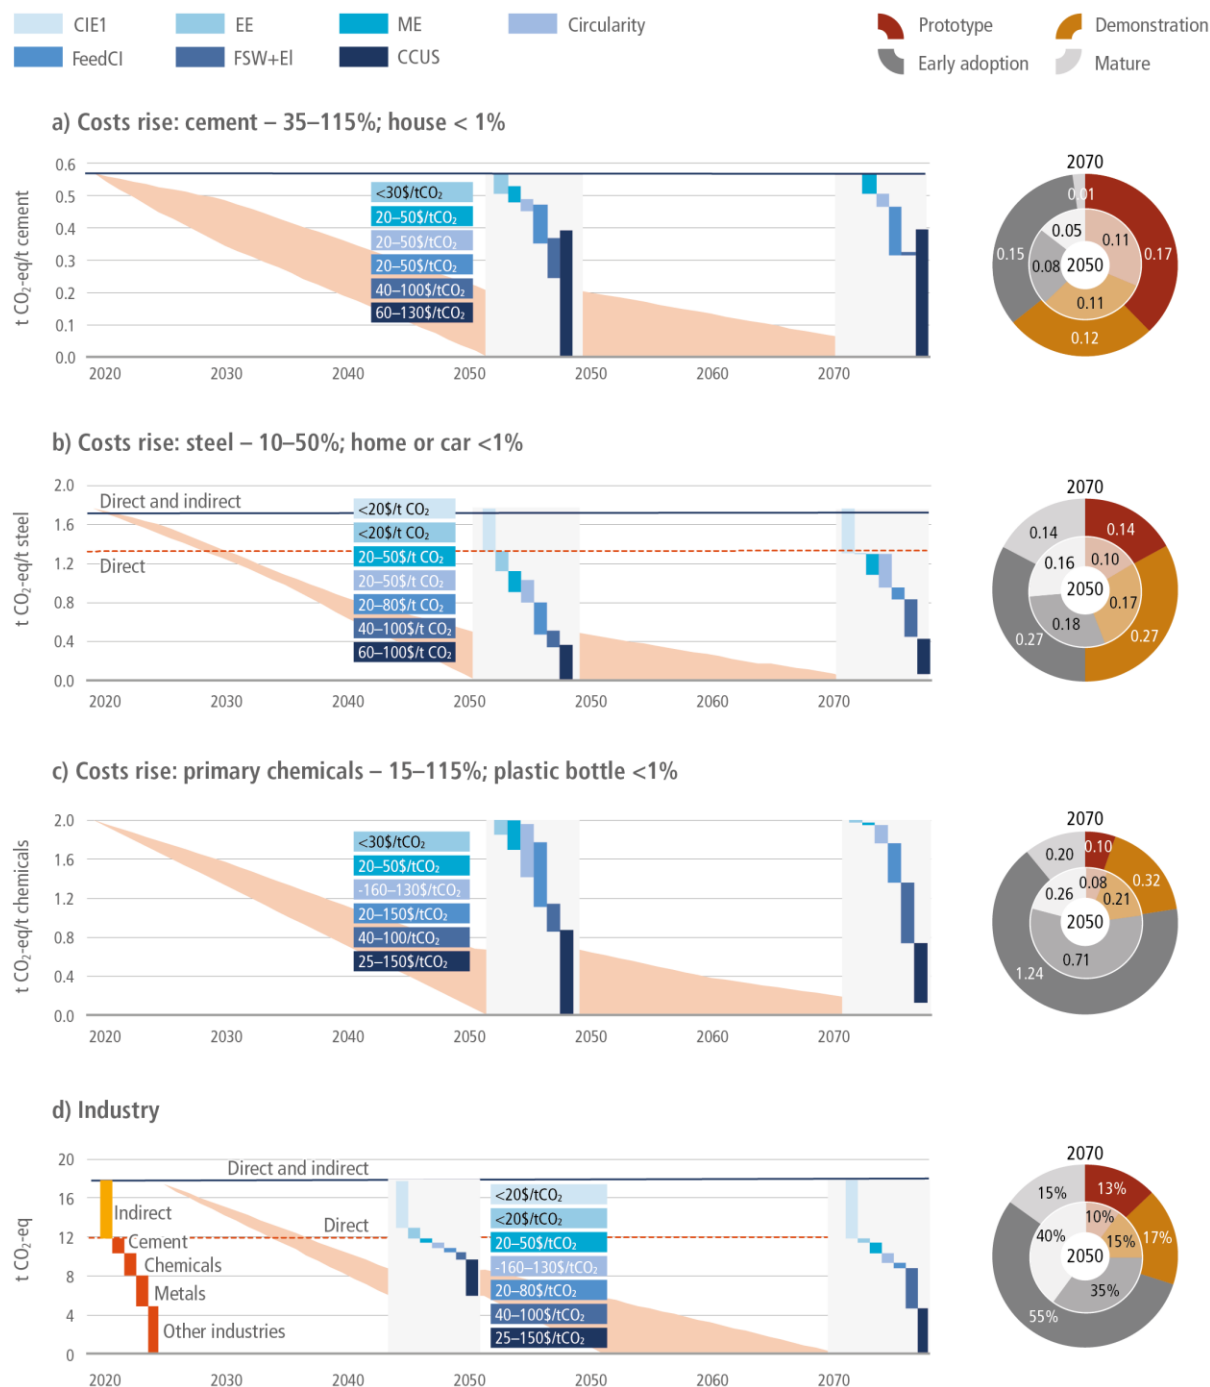 CIE1 EE ME Circularity Prototype Demonstration
FeedCI FSW+El CCUS Early adoption Mature
a) Costs rise: cement – 35–115%; house < 1%
t CO₂-eq/t cement
0.6
0.5
0.4
0.3
0.2
0.1
0.0
<30$/tCO₂
20–50$/tCO₂
20–50$/tCO₂
20–50$/tCO₂
40–100$/tCO₂
60–130$/tCO₂
2020 2030 2040 2050 2050 2060 2070
2070
0.01
0.05 0.11
0.15 0.08 2050 0.17
0.11
0.12
b) Costs rise: steel – 10–50%; home or car <1%
t CO₂-eq/t steel
2.0
1.6
1.2
0.8
0.4
0.0
Direct and indirect
Direct
<20$/t CO₂
<20$/t CO₂
20–50$/t CO₂
20–50$/t CO₂
20–80$/t CO₂
40–100$/t CO₂
60–100$/t CO₂
2020 2030 2040 2050 2050 2060 2070
2070
0.14 0.14
0.16 0.10
2050 0.17
0.18
0.27 0.27
c) Costs rise: primary chemicals – 15–115%; plastic bottle <1%
t CO₂-eq/t chemicals
2.0
1.6
1.2
0.8
0.4
0.0
<30$/tCO₂
20–50$/tCO₂
-160–130$/tCO₂
20–150$/tCO₂
40–100/tCO₂
25–150$/tCO₂
2020 2030 2040 2050 2050 2060 2070
2070
0.20 0.10
0.08 0.32
0.26 0.21
2050
0.71
1.24
d) Industry
t CO₂-eq
20
16
12
8
4
0
Direct and indirect
Indirect
Direct
Cement
Chemicals
Metals
Other industries
<20$/tCO₂
<20$/tCO₂
20–50$/tCO₂
-160–130$/tCO₂
20–80$/tCO₂
40–100$/tCO₂
25–150$/tCO₂
2020 2030 2040 2050 2050 2060 2070
2070
15% 13%
10%
40% 15% 17%
2050
35%
55%